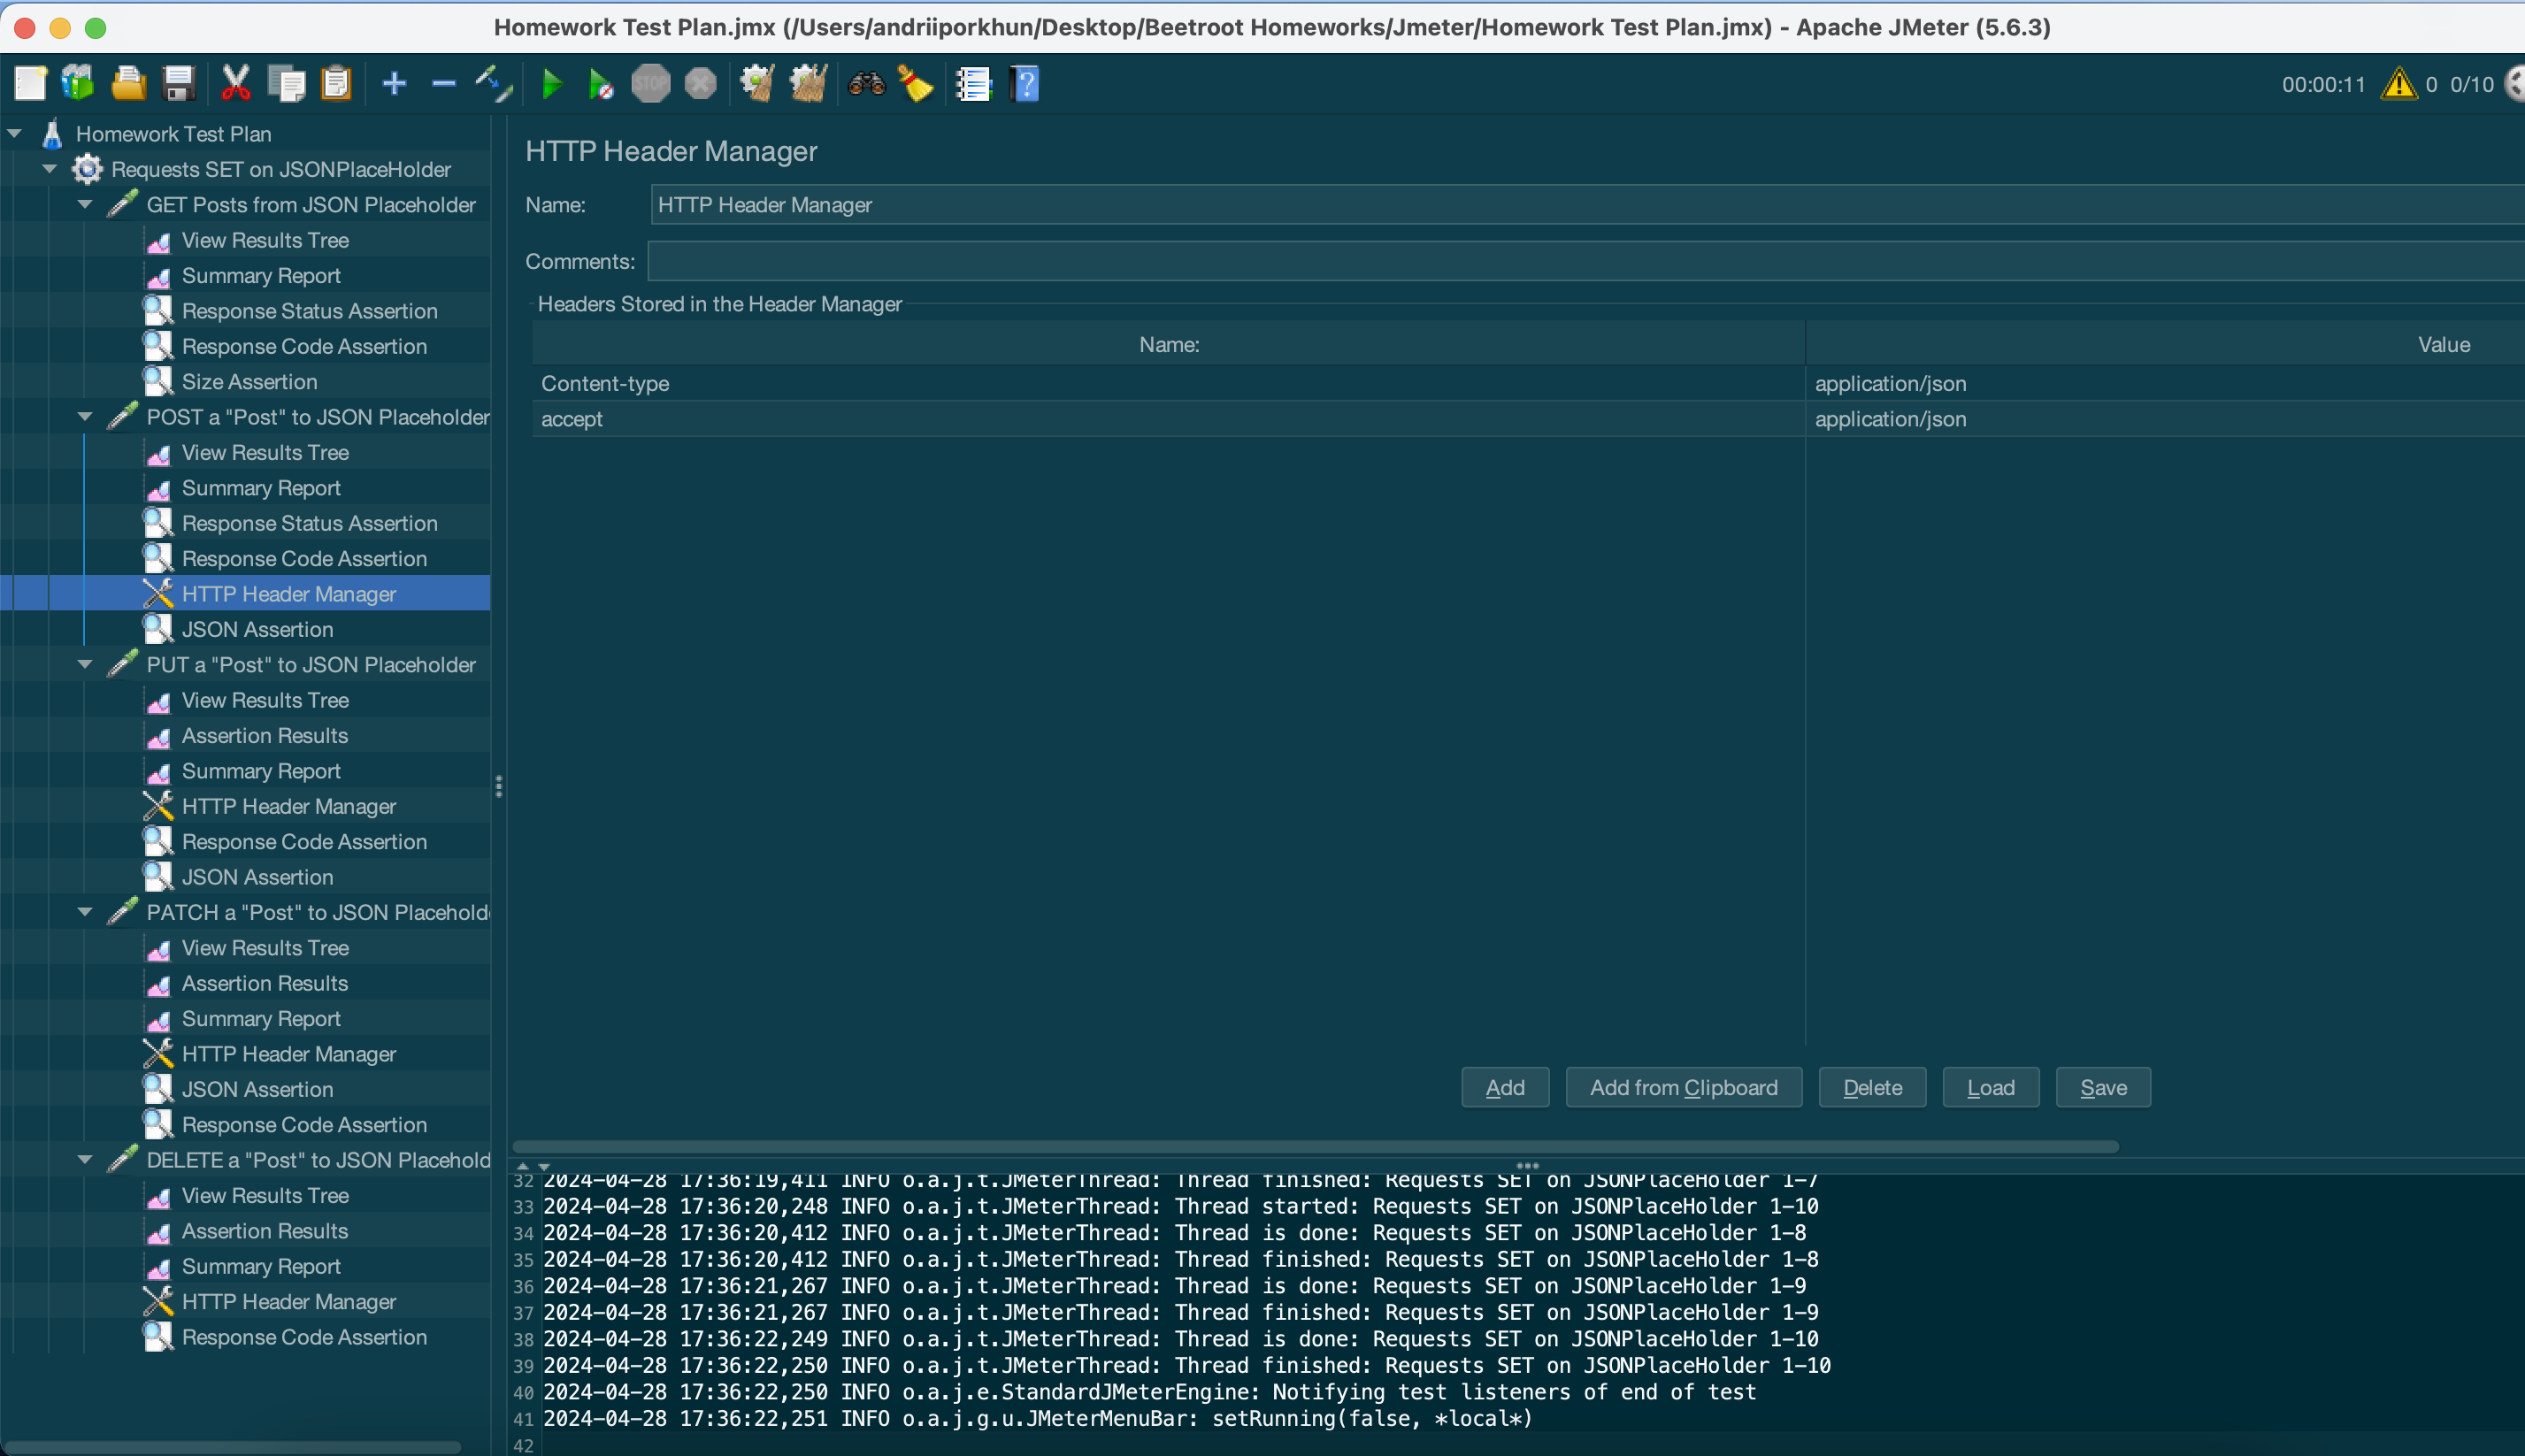 Homework Test Plan.jmx (/Users/andriiporkhun/Desktop/Beetroot Homeworks/Jmeter/Homework Test Plan.jmx) - Apache JMeter (5.6.3)
STOP
?
00:00:11
0 0/10
Homework Test Plan
Requests SET on JSONPlaceHolder
GET Posts from JSON Placeholder
View Results Tree
Summary Report
Response Status Assertion
Response Code Assertion
Size Assertion
POST a "Post" to JSON Placeholder
View Results Tree
Summary Report
Response Status Assertion
Response Code Assertion
HTTP Header Manager
JSON Assertion
PUT a "Post" to JSON Placeholder
View Results Tree
Assertion Results
Summary Report
HTTP Header Manager
Response Code Assertion
JSON Assertion
PATCH a "Post" to JSON Placehold
View Results Tree
Assertion Results
Summary Report
HTTP Header Manager
JSON Assertion
Response Code Assertion
DELETE a "Post" to JSON Placehold
View Results Tree
Assertion Results
Summary Report
HTTP Header Manager
Response Code Assertion
HTTP Header Manager
Name: HTTP Header Manager
Comments:
Headers Stored in the Header Manager
Name: Value
Content-type application/json
accept application/json
Add Add from Clipboard Delete Load Save
32 2024-04-28 17:36:19,411 INFO o.a.j.t.JMeterThread: Thread finished: Requests SET on JSONPlaceHolder 1-7
33 2024-04-28 17:36:20,248 INFO o.a.j.t.JMeterThread: Thread started: Requests SET on JSONPlaceHolder 1-10
34 2024-04-28 17:36:20,412 INFO o.a.j.t.JMeterThread: Thread is done: Requests SET on JSONPlaceHolder 1-8
35 2024-04-28 17:36:20,412 INFO o.a.j.t.JMeterThread: Thread finished: Requests SET on JSONPlaceHolder 1-8
36 2024-04-28 17:36:21,267 INFO o.a.j.t.JMeterThread: Thread is done: Requests SET on JSONPlaceHolder 1-9
37 2024-04-28 17:36:21,267 INFO o.a.j.t.JMeterThread: Thread finished: Requests SET on JSONPlaceHolder 1-9
38 2024-04-28 17:36:22,249 INFO o.a.j.t.JMeterThread: Thread is done: Requests SET on JSONPlaceHolder 1-10
39 2024-04-28 17:36:22,250 INFO o.a.j.t.JMeterThread: Thread finished: Requests SET on JSONPlaceHolder 1-10
40 2024-04-28 17:36:22,250 INFO o.a.j.e.StandardJMeterEngine: Notifying test listeners of end of test
41 2024-04-28 17:36:22,251 INFO o.a.j.g.u.JMeterMenuBar: setRunning(false, *local*)
42